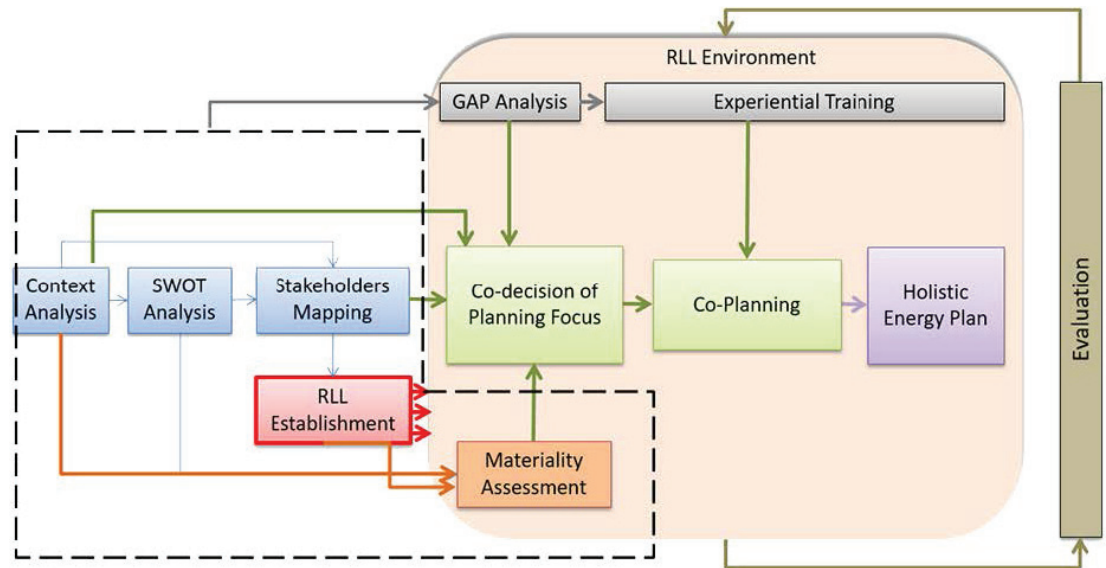 RLL Environment
GAP Analysis
Experiential Training
Context
Analysis
SWOT
Analysis
Stakeholders
Mapping
Co-decision of
Planning Focus
Co-Planning
Holistic
Energy Plan
RLL
Establishment
Materiality
Assessment
Evaluation